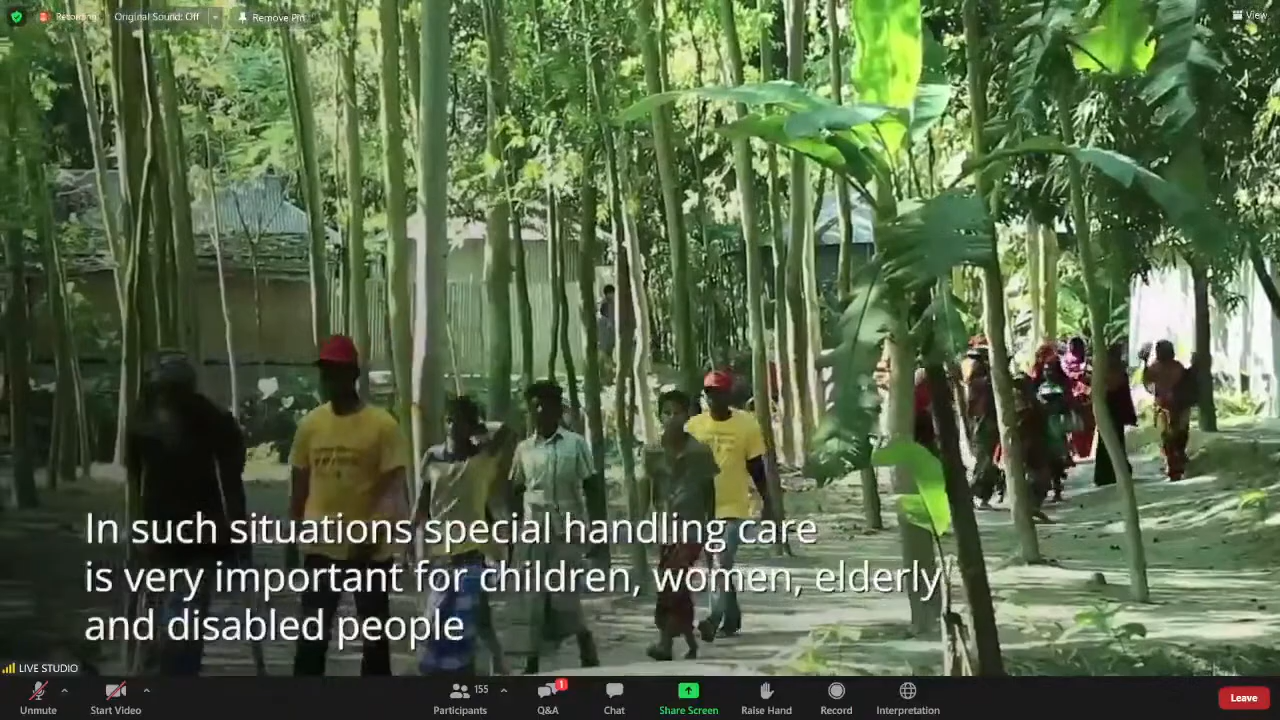 Recording
Original Sound: Off
Remove Pin
View
In such situations special handling care
is very important for children, women, elderly
and disabled people
LIVE STUDIO
Unmute
Start Video
155
Participants
1
Q&A
Chat
Share Screen
Raise Hand
Record
Interpretation
Leave